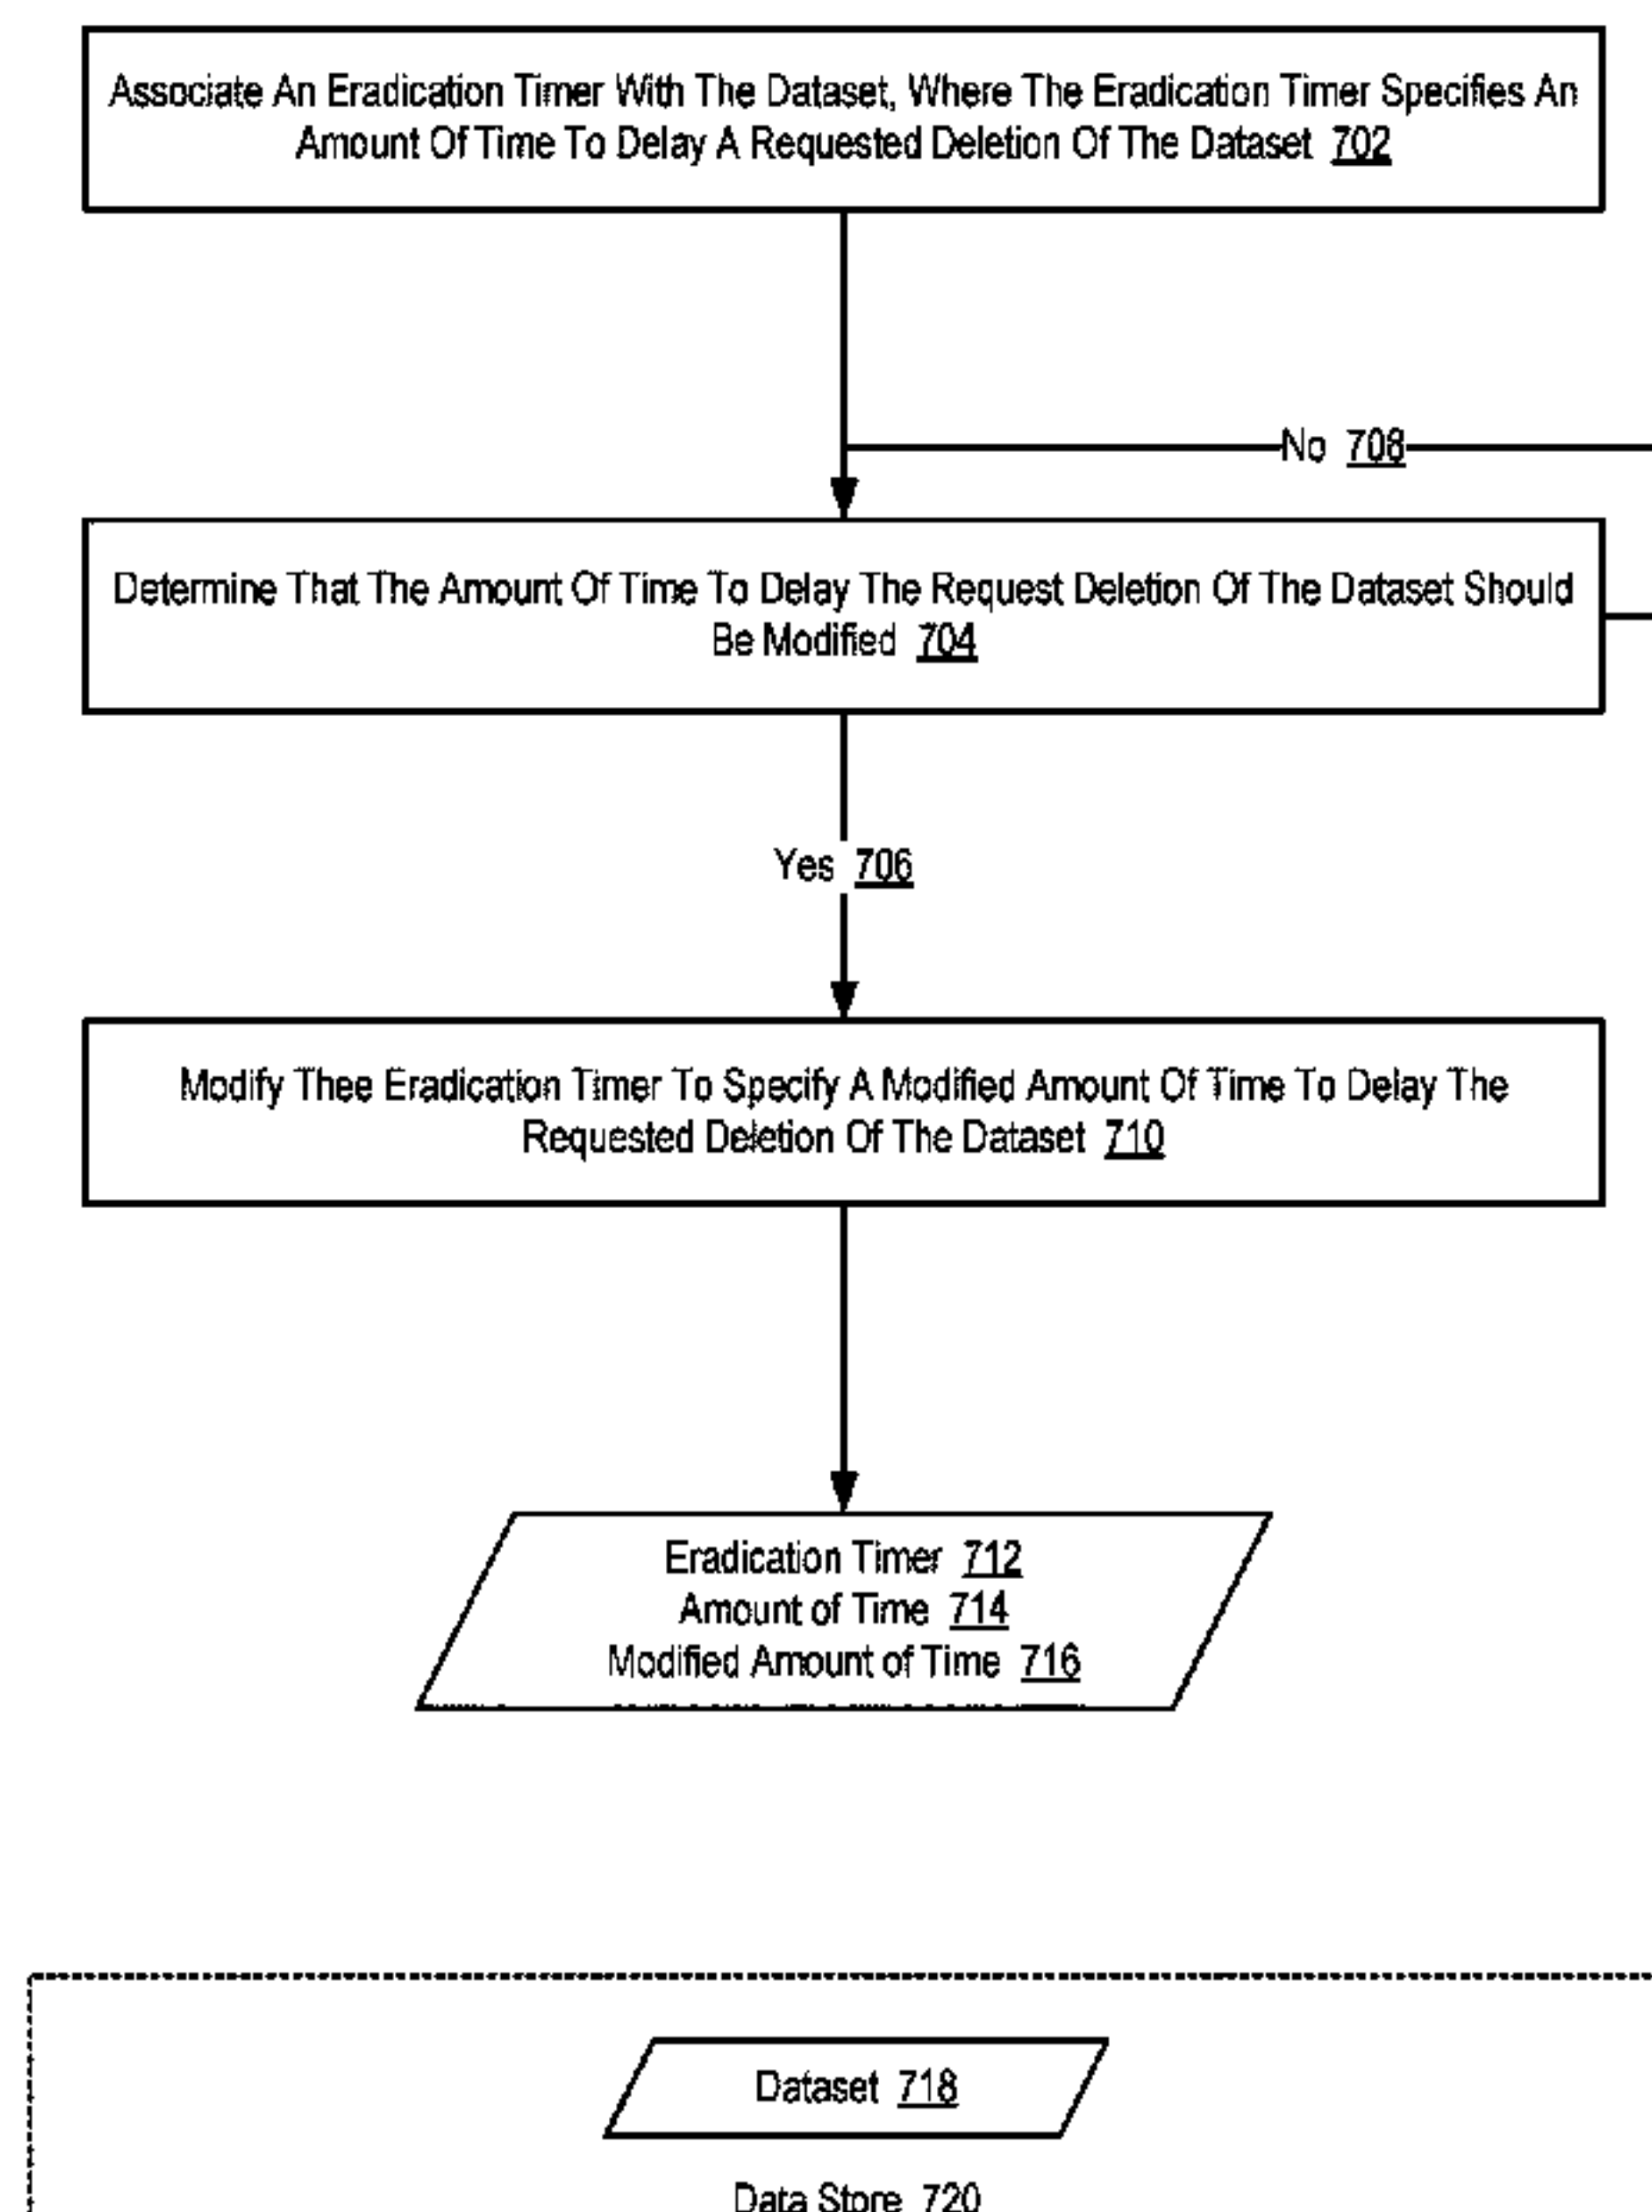 Associate An Eradication Timer With The Dataset, Where The Eradication Timer Specifies An
Amount Of Time To Delay A Requested Deletion Of The Dataset 702
No 708
Determine That The Amount Of Time To Delay The Request Deletion Of The Dataset Should
Be Modified 704
Yes 706
Modify Thee Eradication Timer To Specify A Modified Amount Of Time To Delay The
Requested Deletion Of The Dataset 710
Eradication Timer 712
Amount of Time 714
Modified Amount of Time 716
Dataset 718
Data Store 720